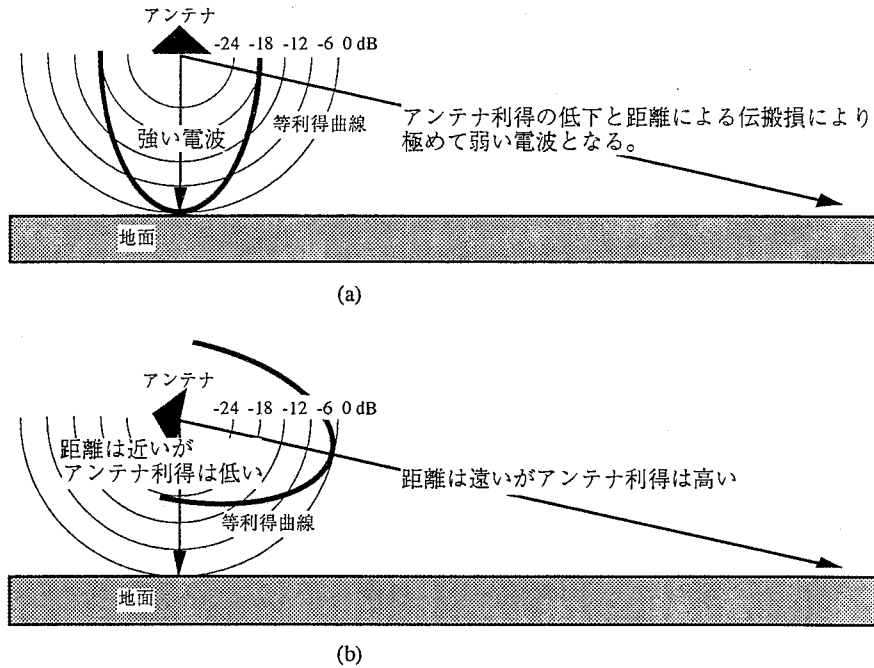 アンテナ
-24 -18 -12 -6 0 dB
強い電波
等利得曲線
アンテナ利得の低下と距離による伝搬損により
極めて弱い電波となる。
地面
(a)
アンテナ
-24 -18 -12 -6 0 dB
距離は近いが
アンテナ利得は低い
距離は遠いがアンテナ利得は高い
等利得曲線
地面
(b)